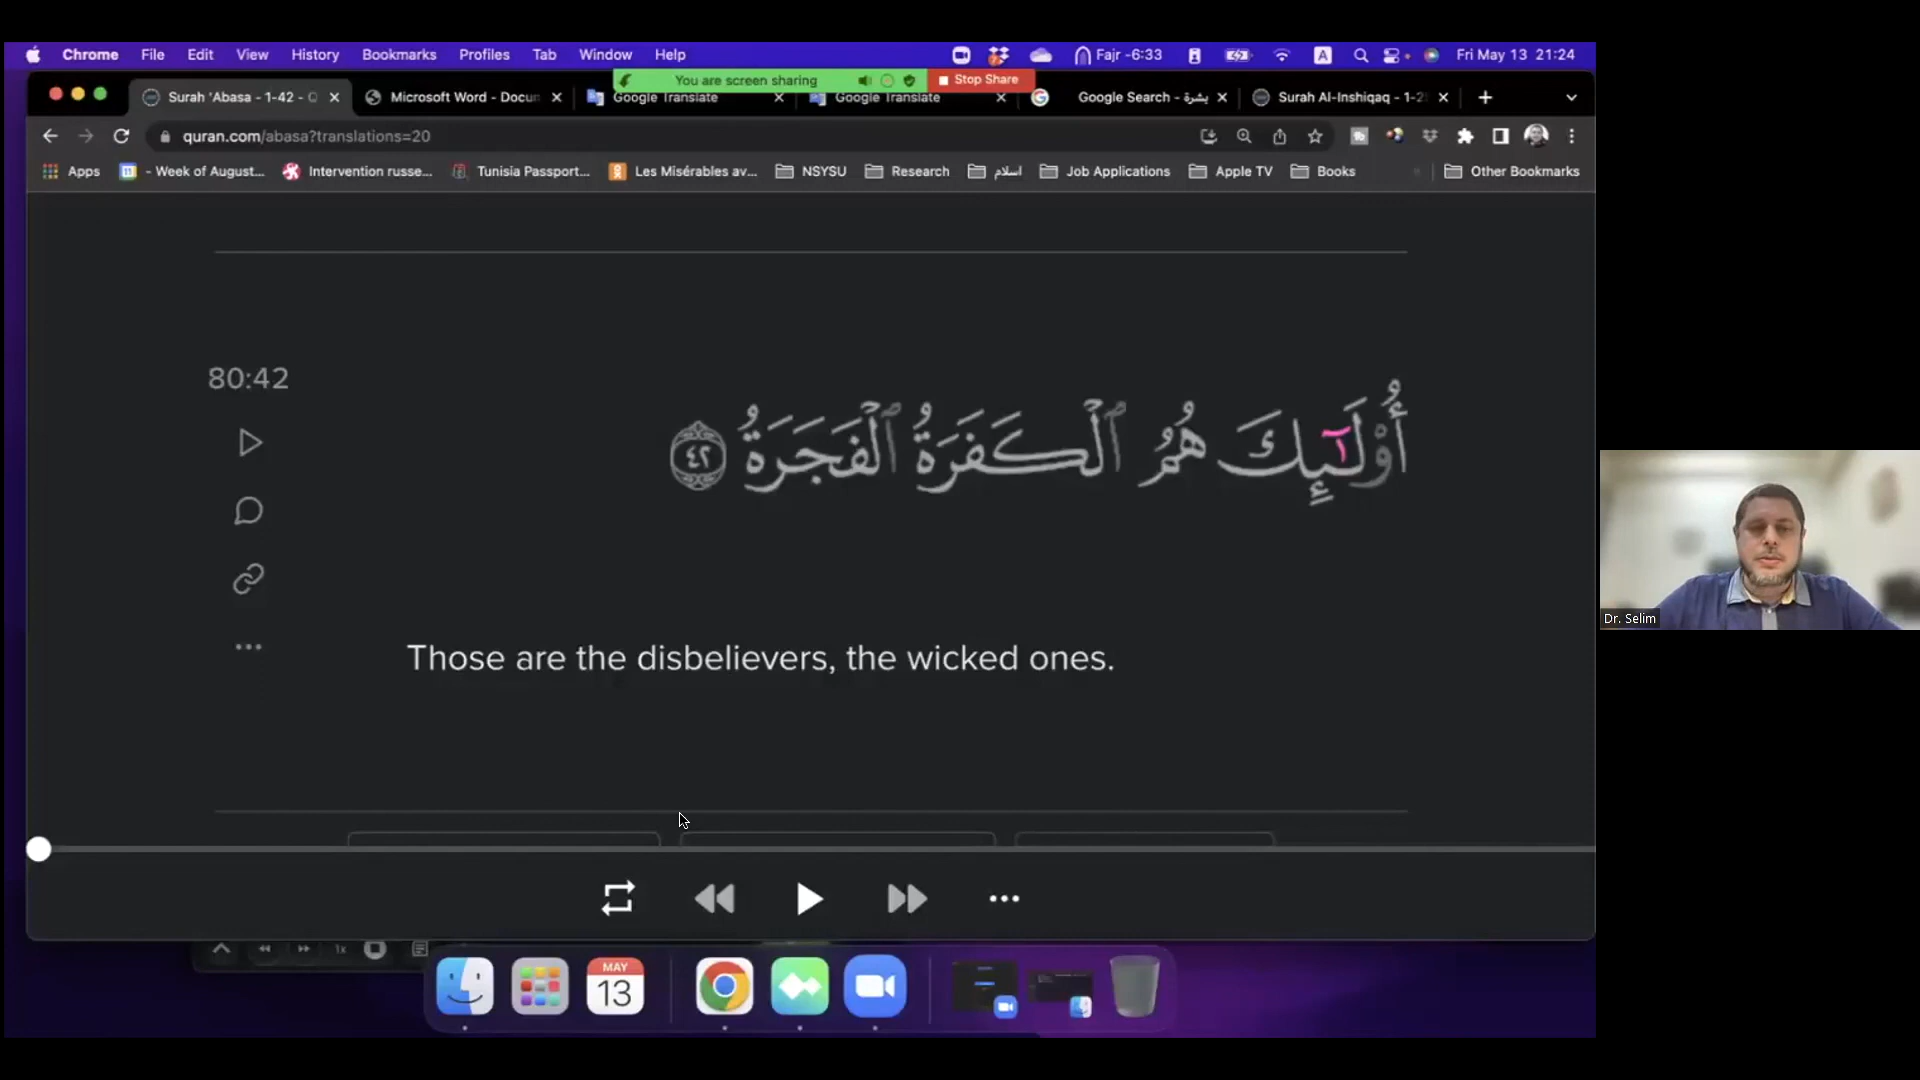 Chrome File Edit View History Bookmarks Profiles Tab Window Help Fajr -6:33 A Fri May 13 21:24
You are screen sharing Stop Share
Surah 'Abasa - 1-42 - Microsoft Word - Docun Google Translate Google Translate بشرة - Google Search Surah Al-Inshiqaq - 1-2
quran.com/abasa?translations=20
Apps - Week of August... Intervention russe... Tunisia Passport... Les Misérables av... NSYSU Research اسلام Job Applications Apple TV Books Other Bookmarks
80:42
أُو۟لَـٰٓئِكَ هُمُ ٱلْكَفَرَةُ ٱلْفَجَرَةُ ٤٢
Those are the disbelievers, the wicked ones.
1x
MAY
13
Dr. Selim